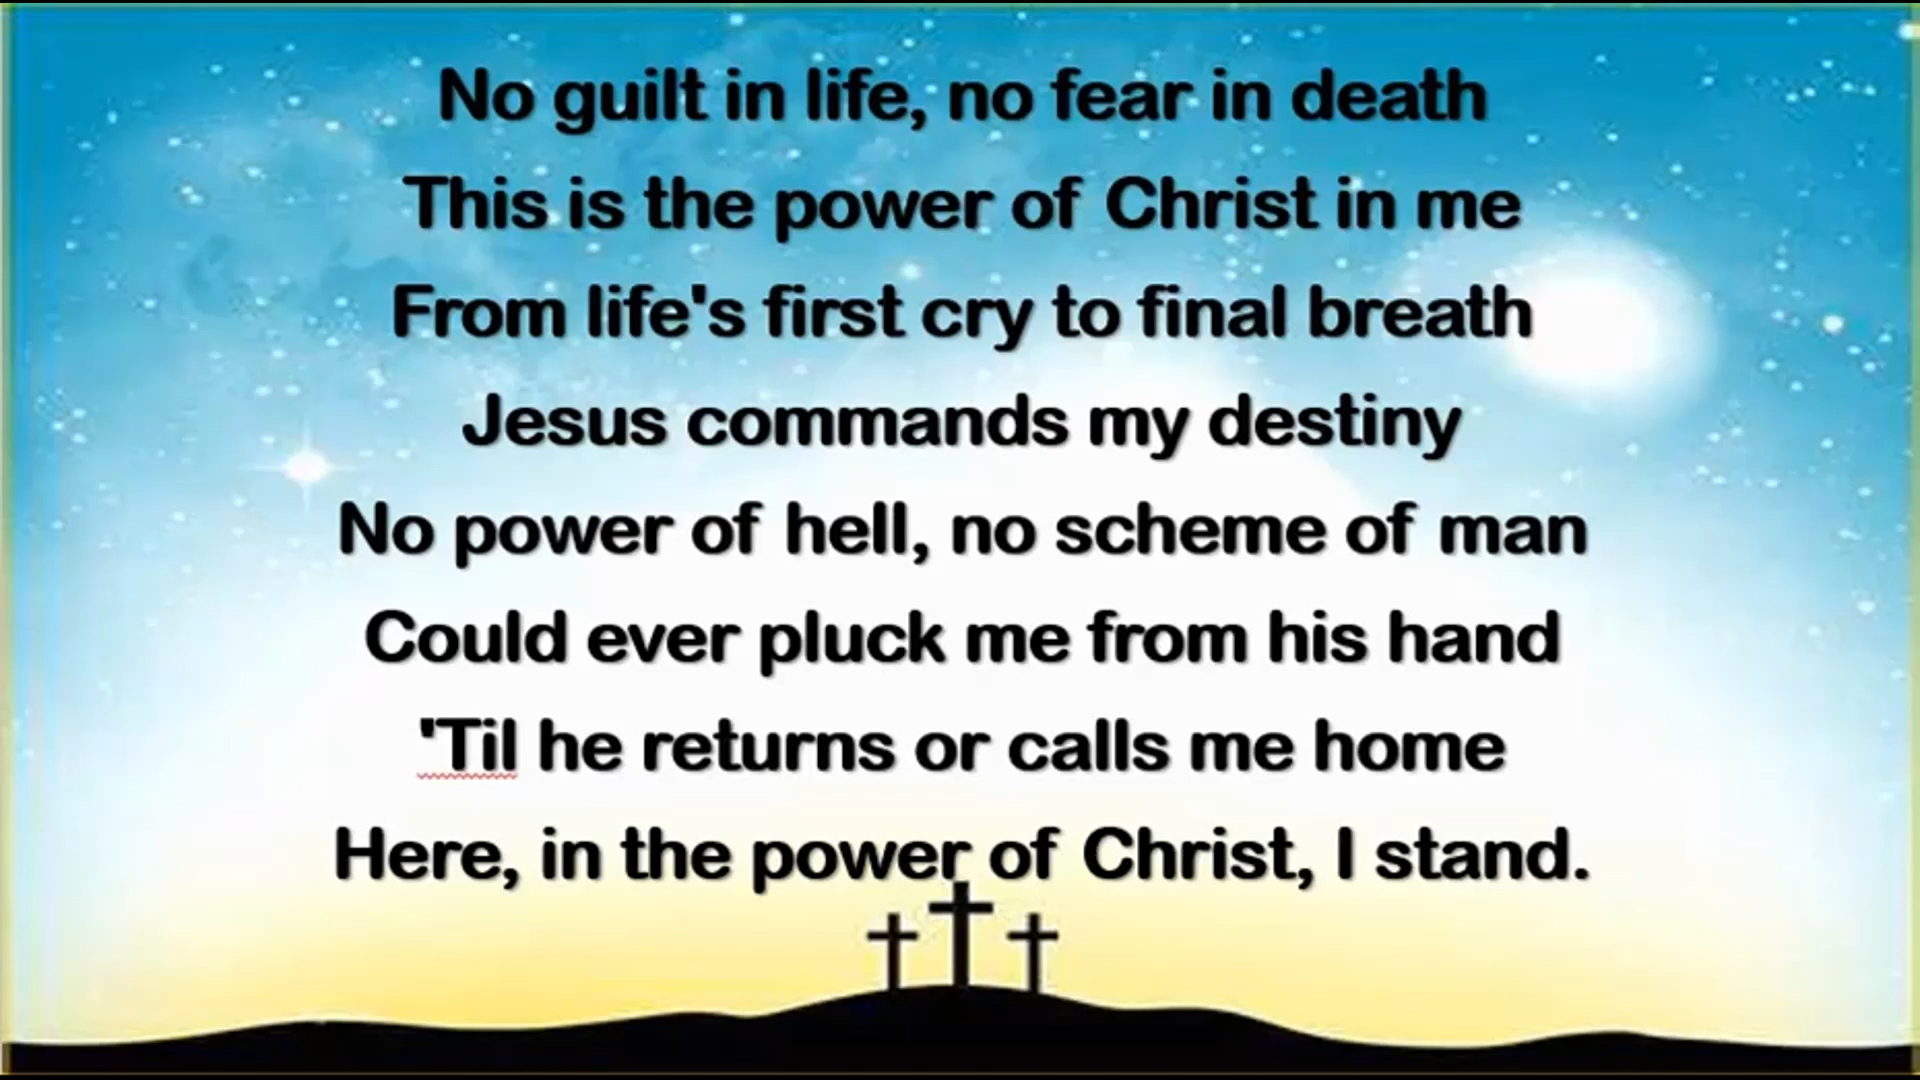 No guilt in life, no fear in death
This is the power of Christ in me
From life's first cry to final breath
Jesus commands my destiny
No power of hell, no scheme of man
Could ever pluck me from his hand
'Til he returns or calls me home
Here, in the power of Christ, I stand.